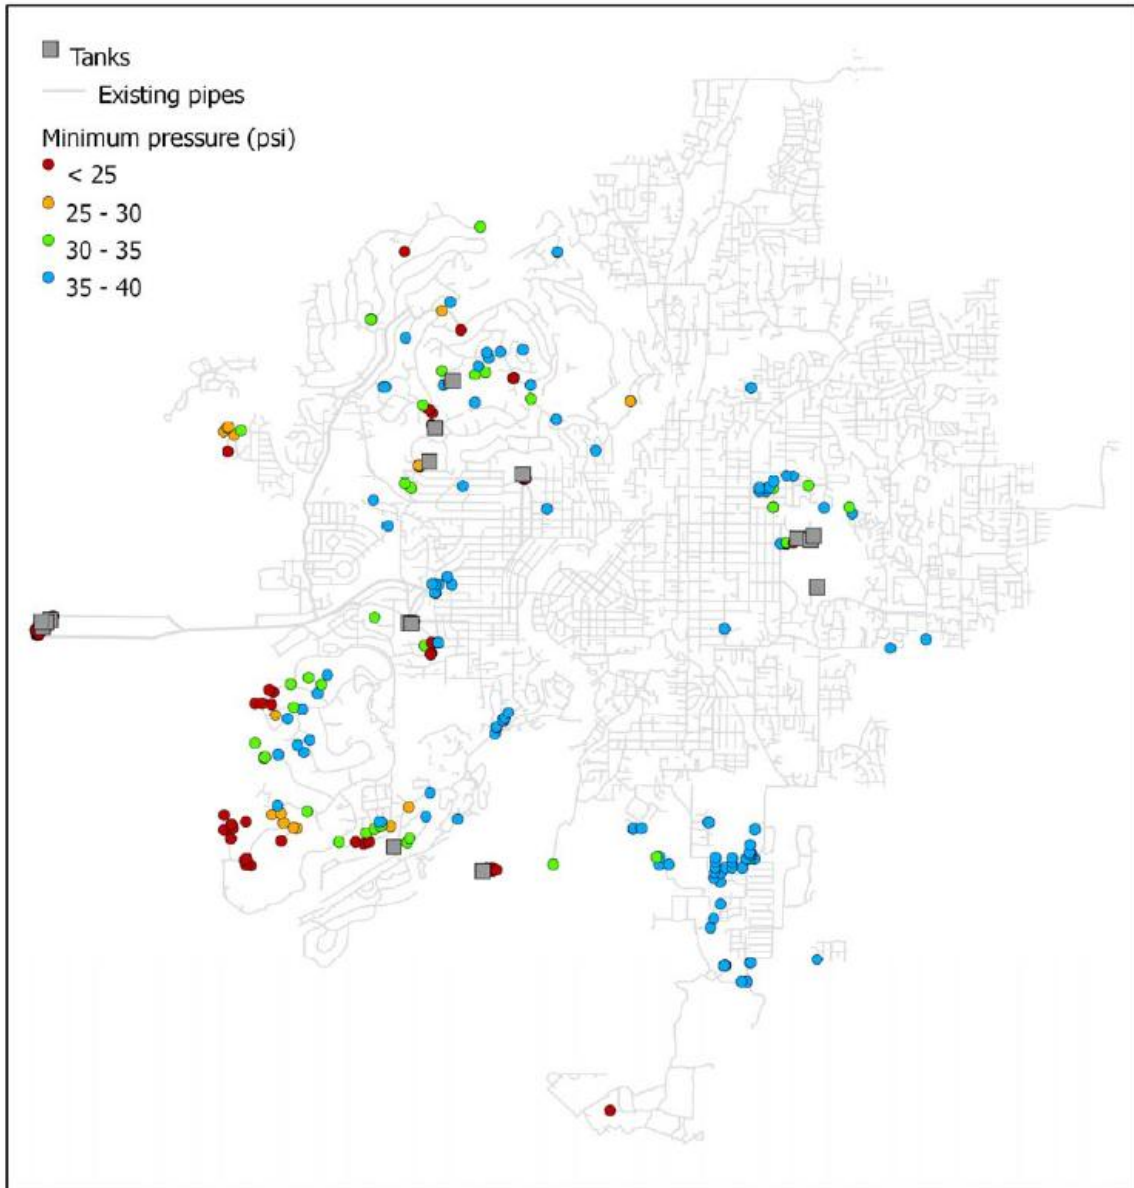 Tanks
Existing pipes
Minimum pressure (psi)
< 25
25 - 30
30 - 35
35 - 40